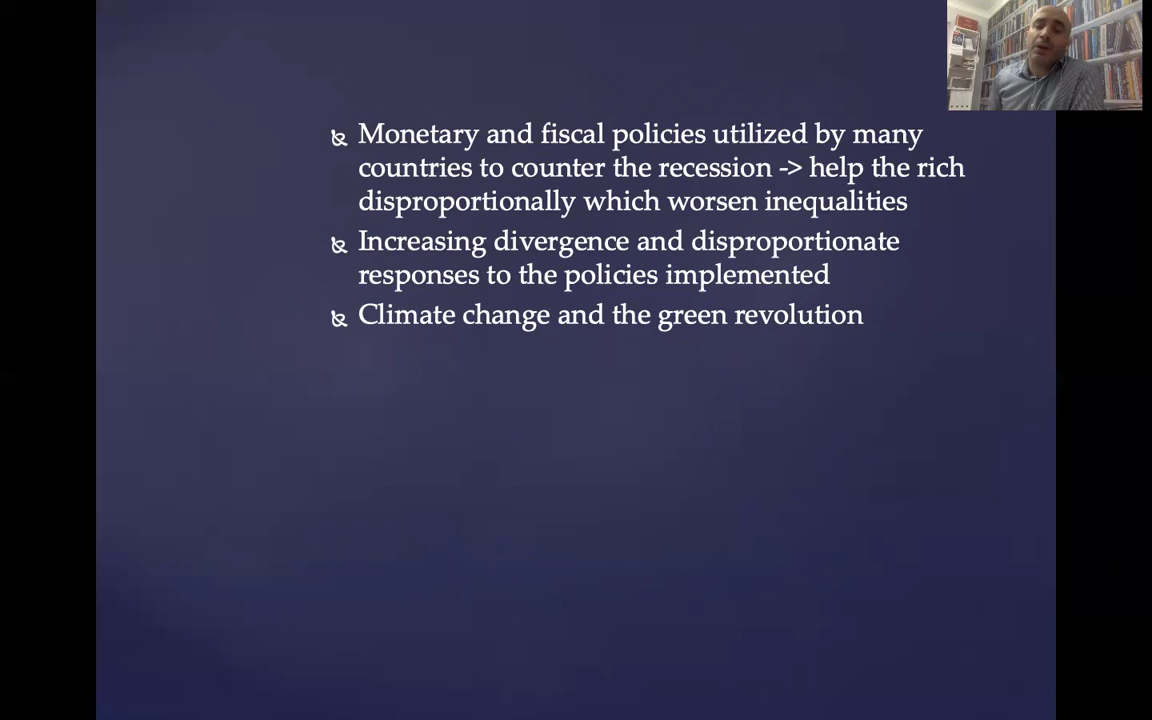 Monetary and fiscal policies utilized by many
countries to counter the recession -> help the rich
disproportionally which worsen inequalities
Increasing divergence and disproportionate
responses to the policies implemented
Climate change and the green revolution